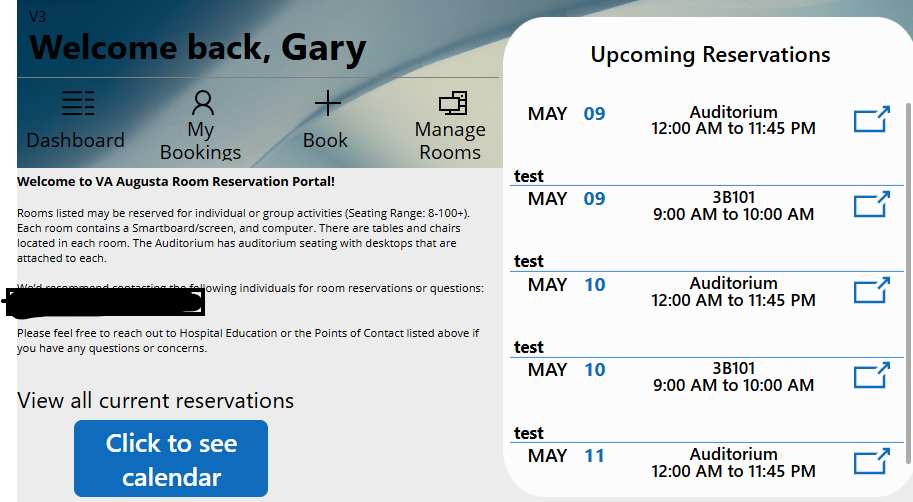 V3
Welcome back, Gary
Dashboard
My
Bookings
Book
Manage
Rooms
Welcome to VA Augusta Room Reservation Portal!
Rooms listed may be reserved for individual or group activities (Seating Range: 8-100+).
Each room contains a Smartboard/screen, and computer. There are tables and chairs
located in each room. The Auditorium has auditorium seating with desktops that are
attached to each.
We'd recommend contacting the following individuals for room reservations or questions:
Please feel free to reach out to Hospital Education or the Points of Contact listed above if
you have any questions or concerns.
View all current reservations
Click to see
calendar
Upcoming Reservations
MAY 09 Auditorium
12:00 AM to 11:45 PM
test
MAY 09 3B101
9:00 AM to 10:00 AM
test
MAY 10 Auditorium
12:00 AM to 11:45 PM
test
MAY 10 3B101
9:00 AM to 10:00 AM
test
MAY 11 Auditorium
12:00 AM to 11:45 PM